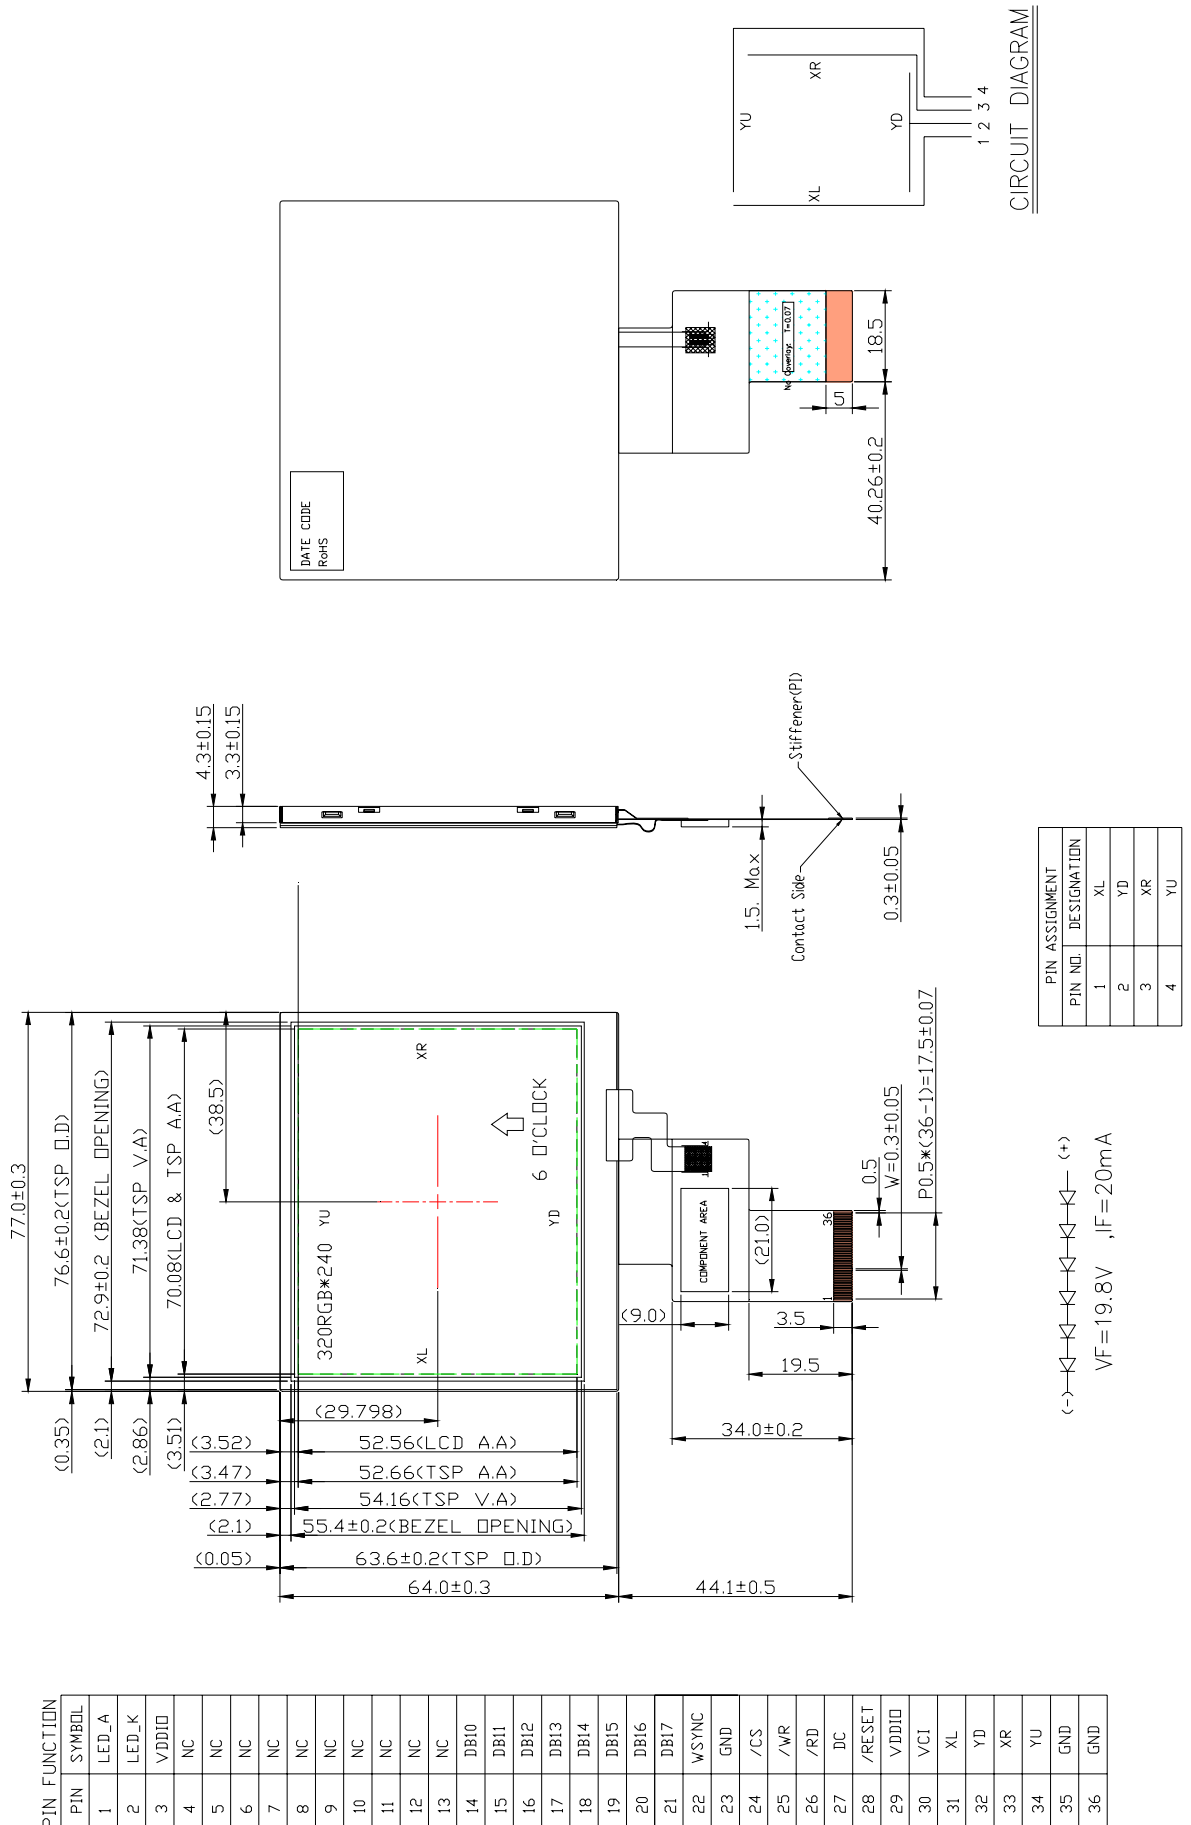 CIRCUIT DIAGRAM
YU
XR
XL
YD
1 2 3 4
DATE CODE
RoHS
No Coverlay: T=0.07
18.5
5
40.26±0.2
4.3±0.15
3.3±0.15
Stiffener(PI)
Contact Side
1.5. Max
0.3±0.05
PIN ASSIGNMENT
PIN NO. DESIGNATION
1 XL
2 YD
3 XR
4 YU
77.0±0.3
76.6±0.2(TSP O.D)
72.9±0.2 (BEZEL OPENING)
71.38(TSP V.A)
70.08(LCD & TSP A.A)
(38.5)
(0.35)
(2.1)
(2.86)
(3.51)
320RGB*240
YU
XR
XL
YD
6 O'CLOCK
COMPONENT AREA
(21.0)
(9.0)
1
36
3.5
19.5
34.0±0.2
0.5
W=0.3±0.05
P0.5*(36-1)=17.5±0.07
(29.798)
(3.52) 52.56(LCD A.A)
(3.47) 52.66(TSP A.A)
(2.77) 54.16(TSP V.A)
(2.1) 55.4±0.2(BEZEL OPENING)
(0.05) 63.6±0.2(TSP O.D)
64.0±0.3
44.1±0.5
(-) (+)
VF=19.8V ,IF=20mA
PIN FUNCTION
PIN SYMBOL
1 LED_A
2 LED_K
3 VDDIO
4 NC
5 NC
6 NC
7 NC
8 NC
9 NC
10 NC
11 NC
12 NC
13 NC
14 DB10
15 DB11
16 DB12
17 DB13
18 DB14
19 DB15
20 DB16
21 DB17
22 WSYNC
23 GND
24 /CS
25 /WR
26 /RD
27 DC
28 /RESET
29 VDDIO
30 VCI
31 XL
32 YD
33 XR
34 YU
35 GND
36 GND